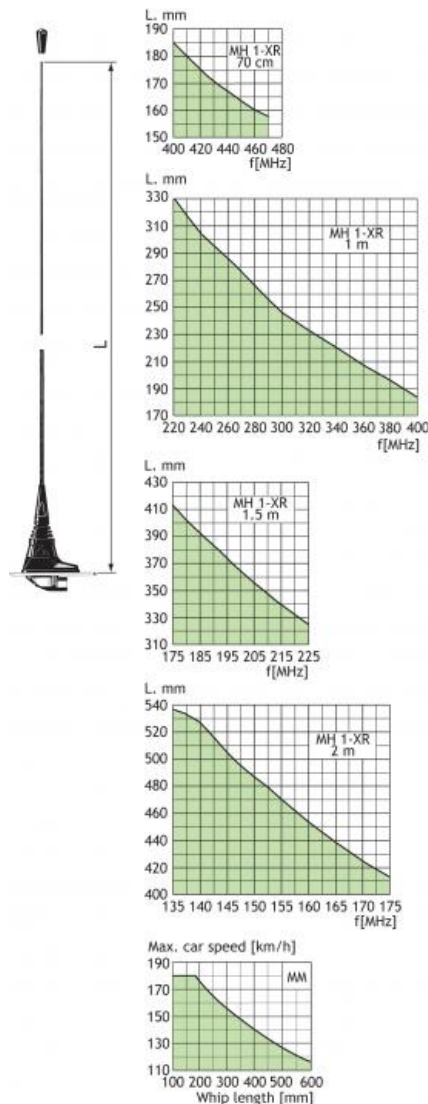 L. mm
190
MH 1-XR
180
70 cm
170
160
150
400 420 440 460 480
f[MHz]
L. mm
330
310
MH 1-XR
1 m
290
270
250
230
210
190
170
220 240 260 280 300 320 340 360 380 400
f[MHz]
L
L. mm
430
MH 1-XR
1.5 m
410
390
370
350
330
310
175 185 195 205 215 225
f[MHz]
L. mm
540
520
MH 1-XR
2 m
500
480
460
440
420
400
135 140 145 150 155 160 165 170 175
f[MHz]
Max. car speed [km/h]
190
MM
170
150
130
110
100 200 300 400 500 600
Whip length [mm]